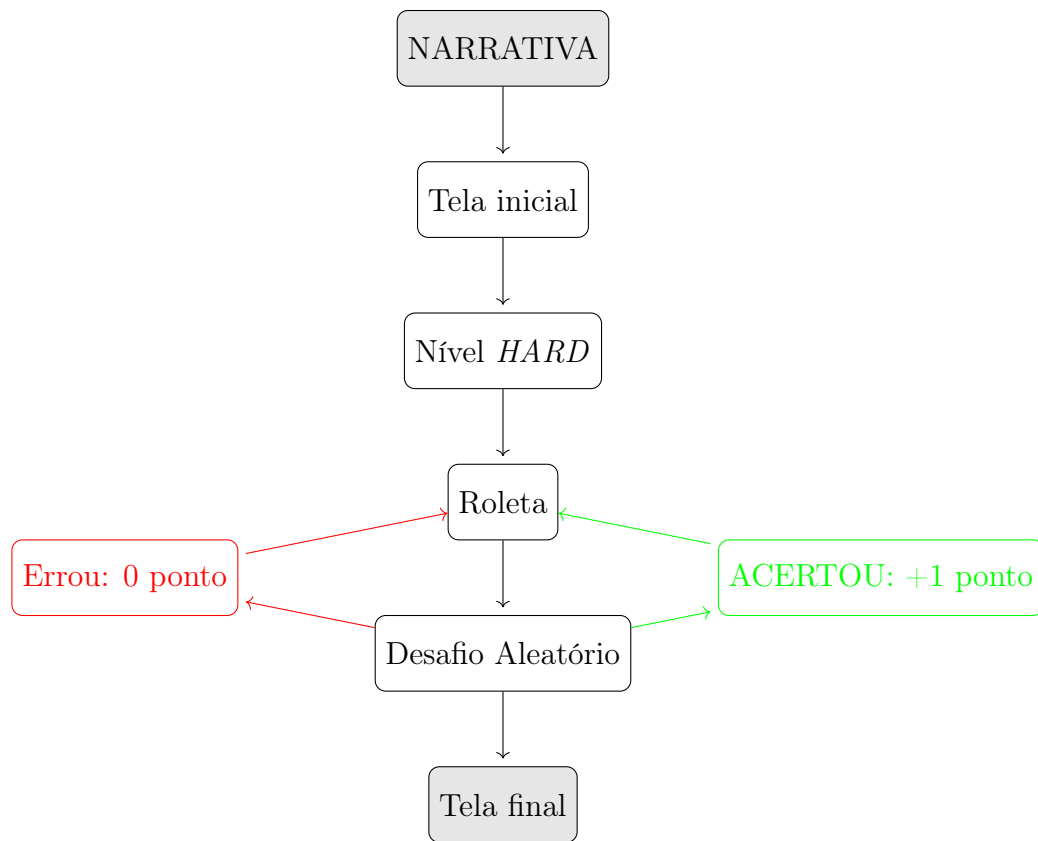 NARRATIVA
Tela inicial
Nível HARD
Roleta
Errou: 0 ponto
ACERTOU: +1 ponto
Desafio Aleatório
Tela final